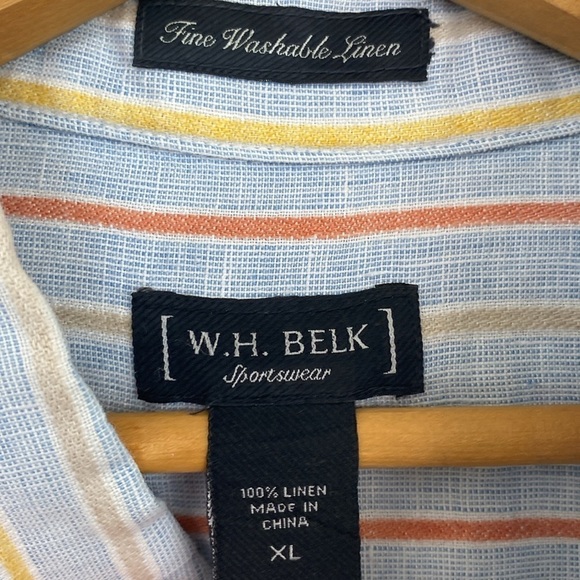 Fine Washable Linen
[ W.H. BELK ]
Sportswear
100% LINEN
MADE IN
CHINA
XL